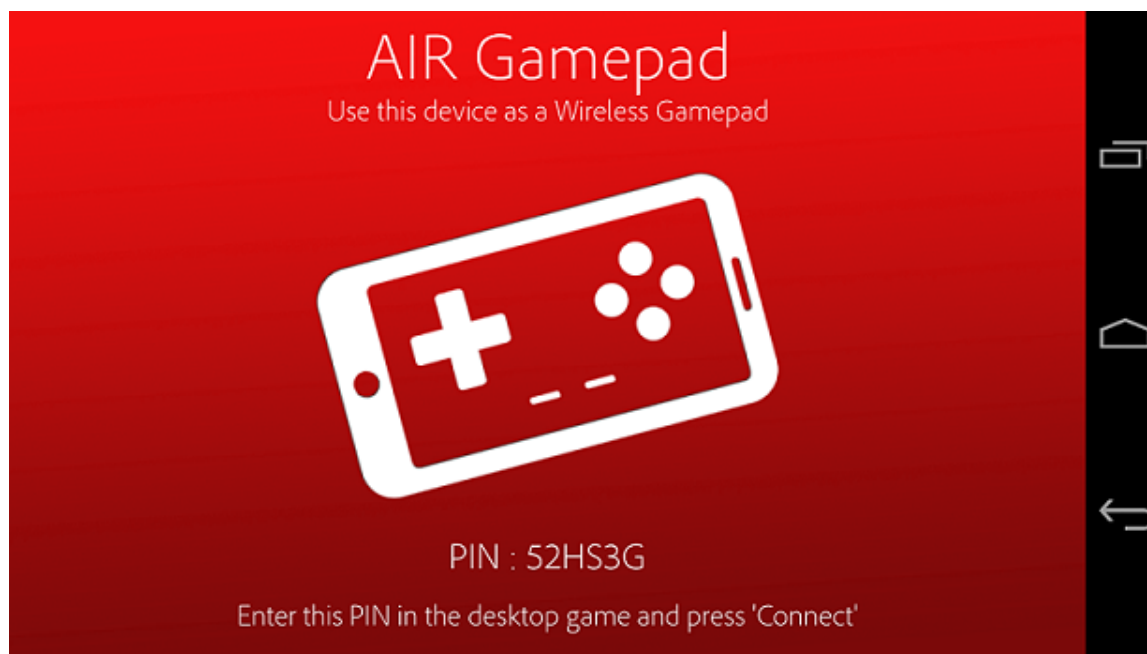 AIR Gamepad
Use this device as a Wireless Gamepad
PIN : 52HS3G
Enter this PIN in the desktop game and press 'Connect'